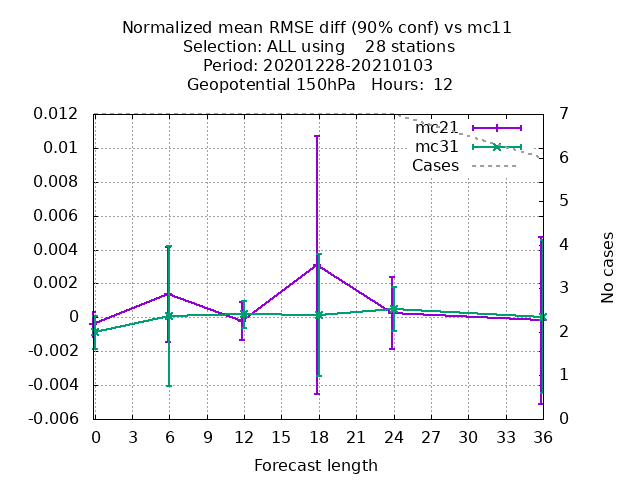 Normalized mean RMSE diff (90% conf) vs mc11
Selection: ALL using    28 stations
Period: 20201228-20210103
Geopotential 150hPa   Hours:  12
0.012
0.01
0.008
0.006
0.004
0.002
0
-0.002
-0.004
-0.006
7
6
5
4
3
2
1
0
mc21
mc31
Cases
No cases
0 3 6 9 12 15 18 21 24 27 30 33 36
Forecast length